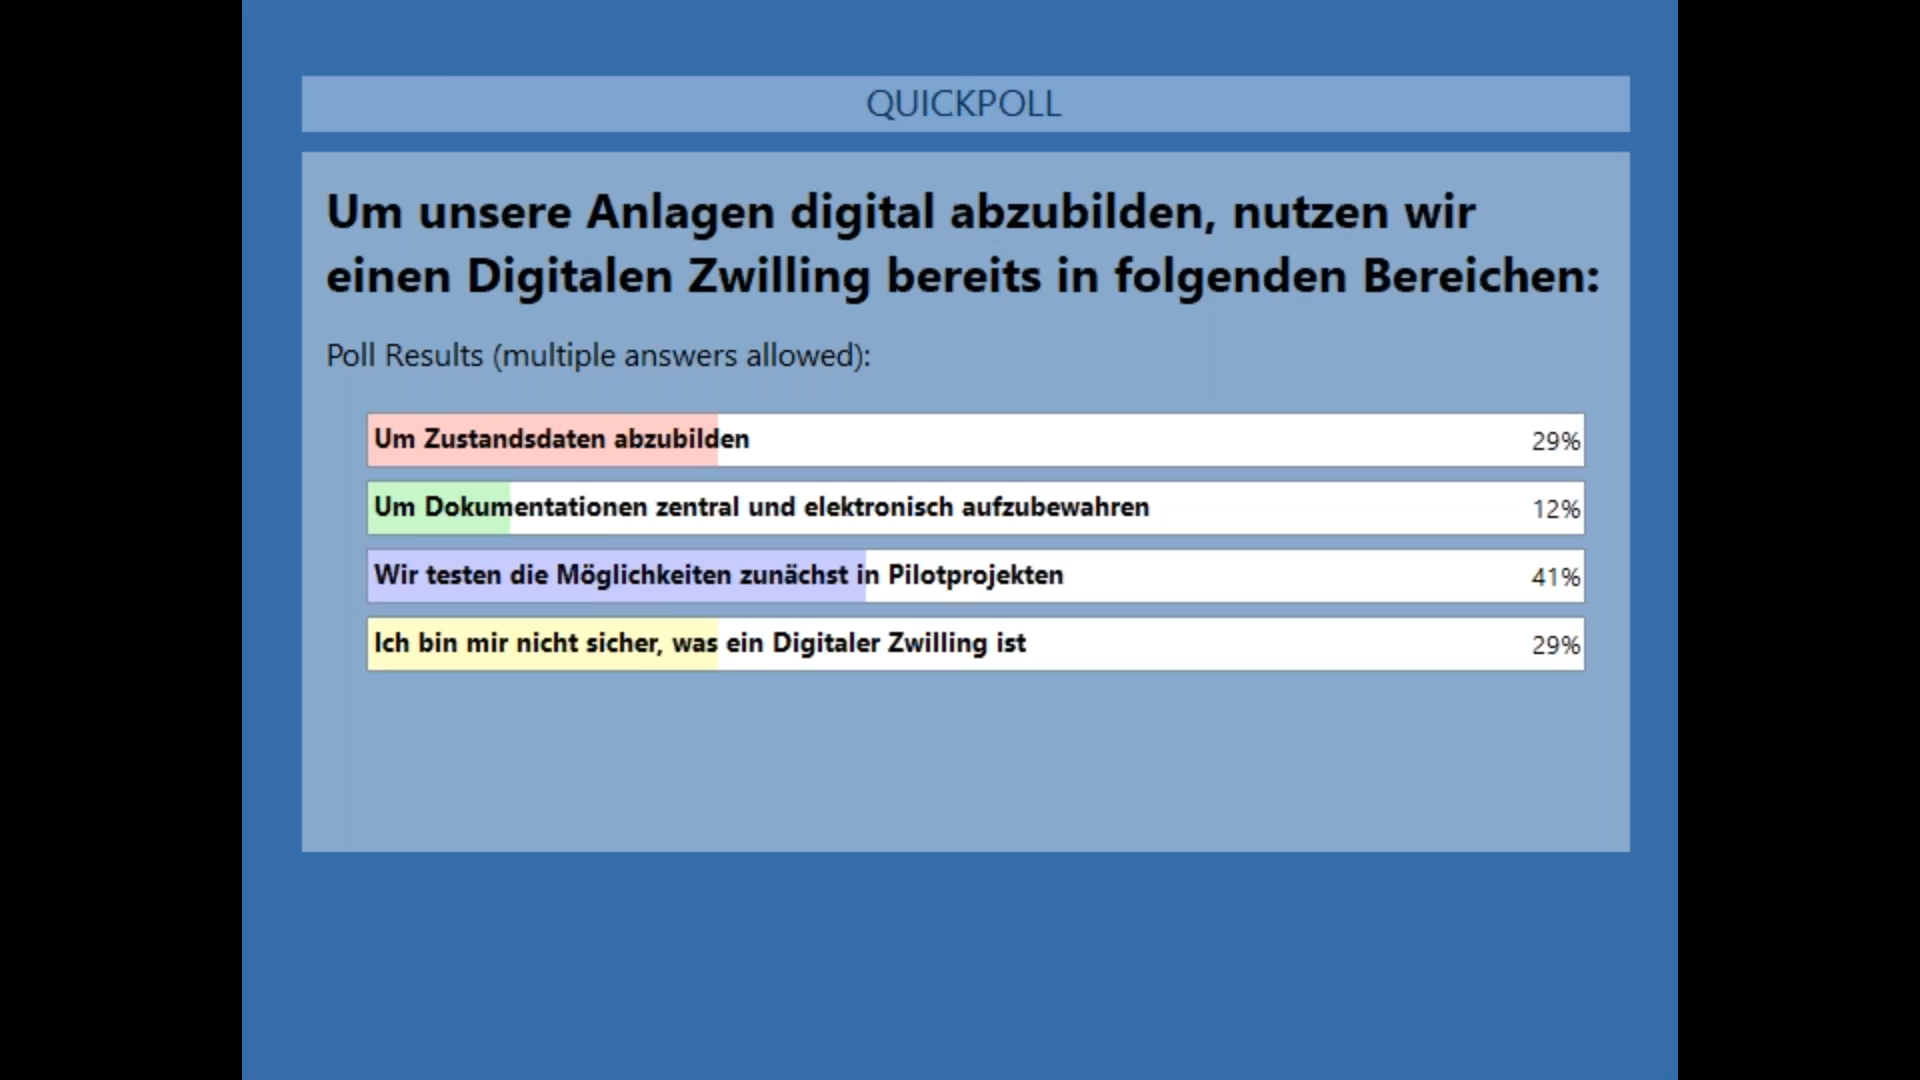 QUICKPOLL
Um unsere Anlagen digital abzubilden, nutzen wir
einen Digitalen Zwilling bereits in folgenden Bereichen:
Poll Results (multiple answers allowed):
Um Zustandsdaten abzubilden 29%
Um Dokumentationen zentral und elektronisch aufzubewahren 12%
Wir testen die Möglichkeiten zunächst in Pilotprojekten 41%
Ich bin mir nicht sicher, was ein Digitaler Zwilling ist 29%